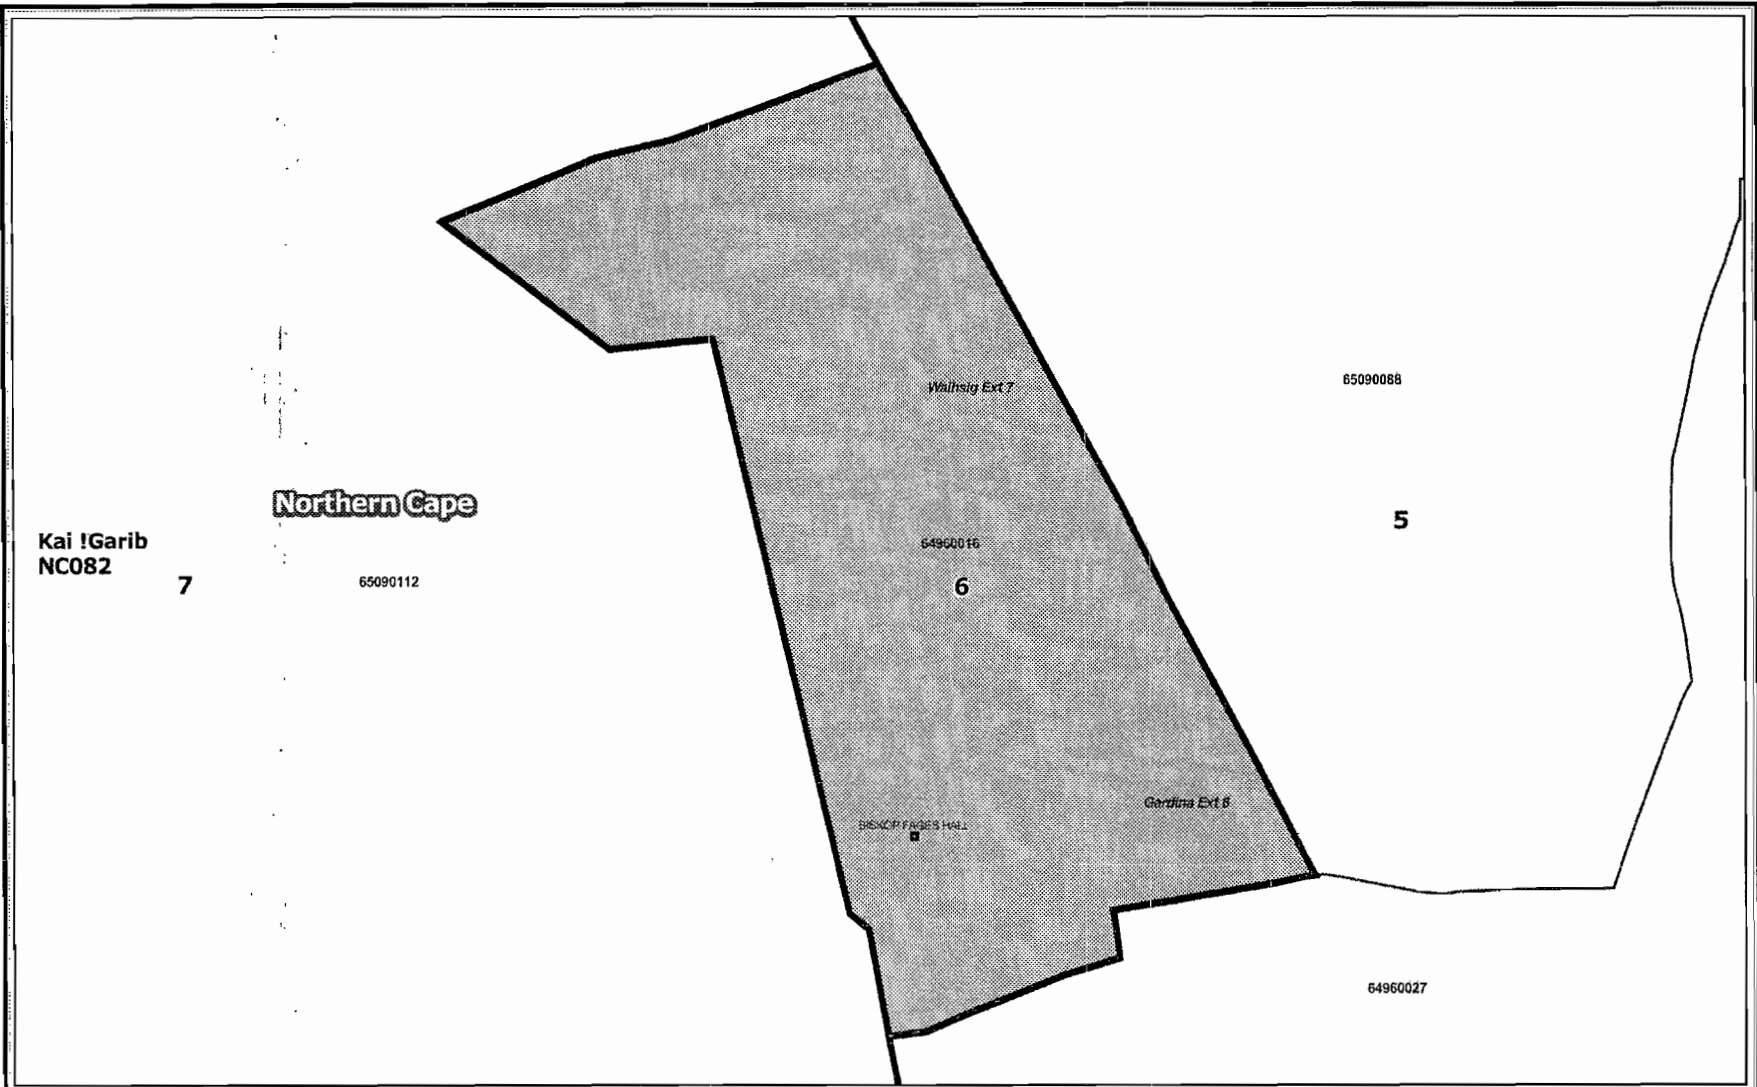 Walhsig Ext 7
65090088
Northern Cape
5
Kai !Garib
NC082
64960016
7
65090112
6
Gardina Ext 8
BISKOP FAGES HALL
64960027